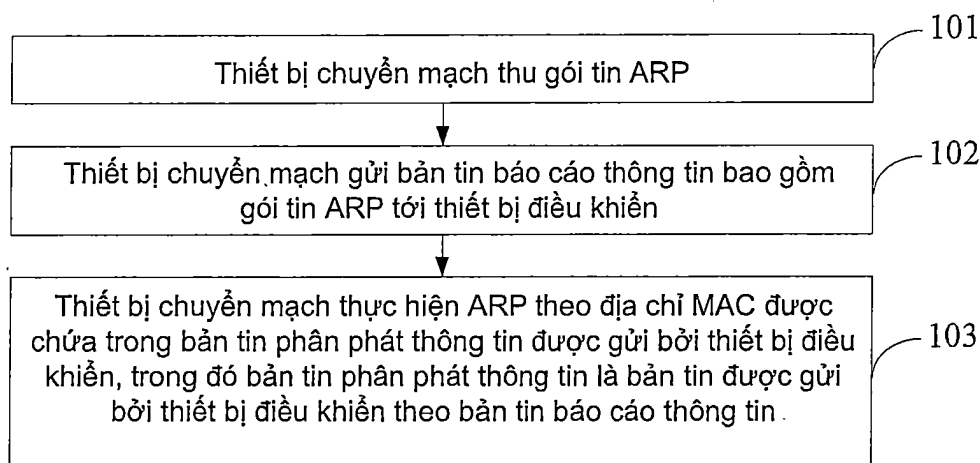 101
Thiết bị chuyển mạch thu gói tin ARP
102
Thiết bị chuyển mạch gửi bản tin báo cáo thông tin bao gồm
gói tin ARP tới thiết bị điều khiển
Thiết bị chuyển mạch thực hiện ARP theo địa chỉ MAC được
chứa trong bản tin phân phát thông tin được gửi bởi thiết bị điều
103
khiển, trong đó bản tin phân phát thông tin là bản tin được gửi
bởi thiết bị điều khiển theo bản tin báo cáo thông tin